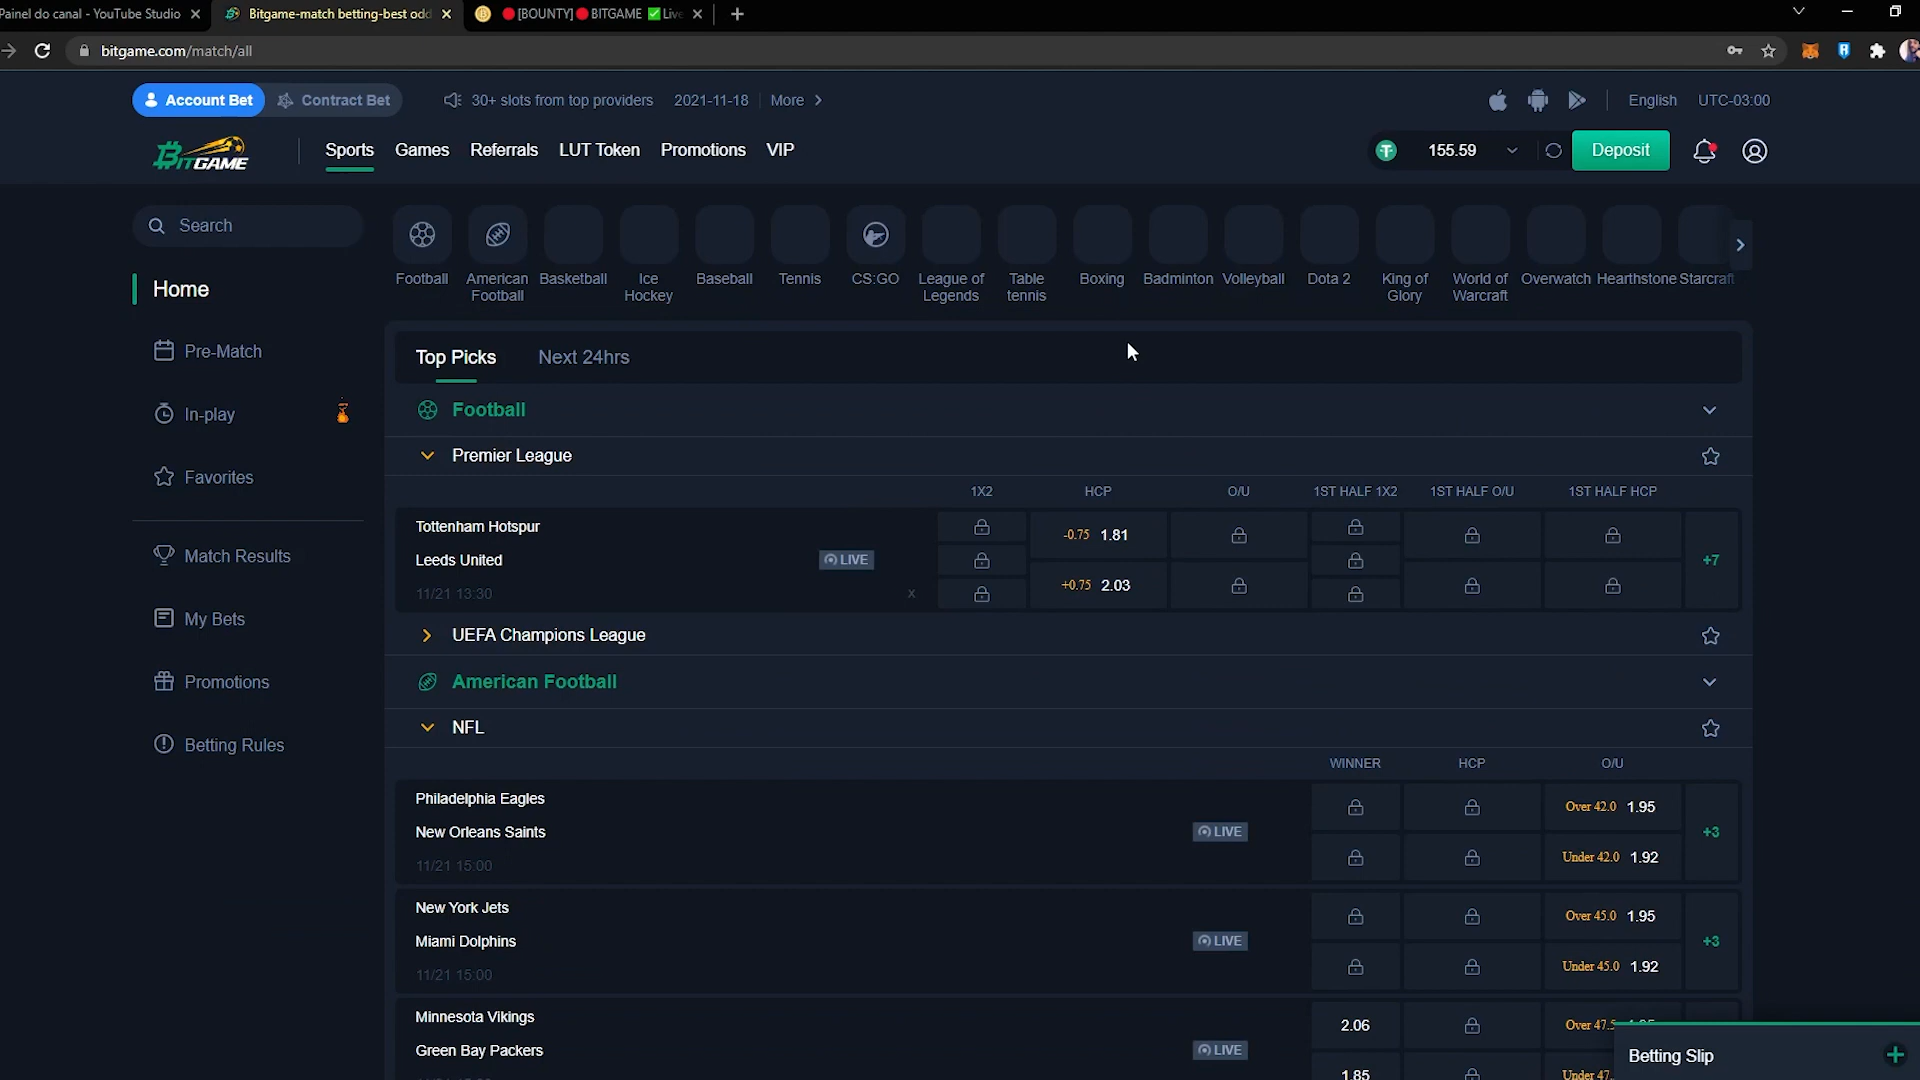 Painel do canal - YouTube Studio
Bitgame-match betting-best odd
[BOUNTY] BITGAME Live
bitgame.com/match/all
Account Bet
Contract Bet
30+ slots from top providers 2021-11-18 More
English UTC-03:00
BITGAME
Sports Games Referrals LUT Token Promotions VIP
155.59
Deposit
Search
Football
American Football
Basketball
Ice Hockey
Baseball
Tennis
CS:GO
League of Legends
Table tennis
Boxing
Badminton
Volleyball
Dota 2
King of Glory
World of Warcraft
Overwatch
Hearthstone
Starcraft
Home
Pre-Match
In-play
Favorites
Match Results
My Bets
Promotions
Betting Rules
Top Picks Next 24hrs
Football
Premier League
1X2 HCP O/U 1ST HALF 1X2 1ST HALF O/U 1ST HALF HCP
Tottenham Hotspur
-0.75 1.81
Leeds United
LIVE
+7
+0.75 2.03
11/21 13:30
x
UEFA Champions League
American Football
NFL
WINNER HCP O/U
Philadelphia Eagles
Over 42.0 1.95
New Orleans Saints
LIVE
+3
Under 42.0 1.92
11/21 15:00
New York Jets
Over 45.0 1.95
Miami Dolphins
LIVE
+3
Under 45.0 1.92
11/21 15:00
Minnesota Vikings
2.06
Over 47.5
Green Bay Packers
LIVE
1.85
Under 47.
Betting Slip